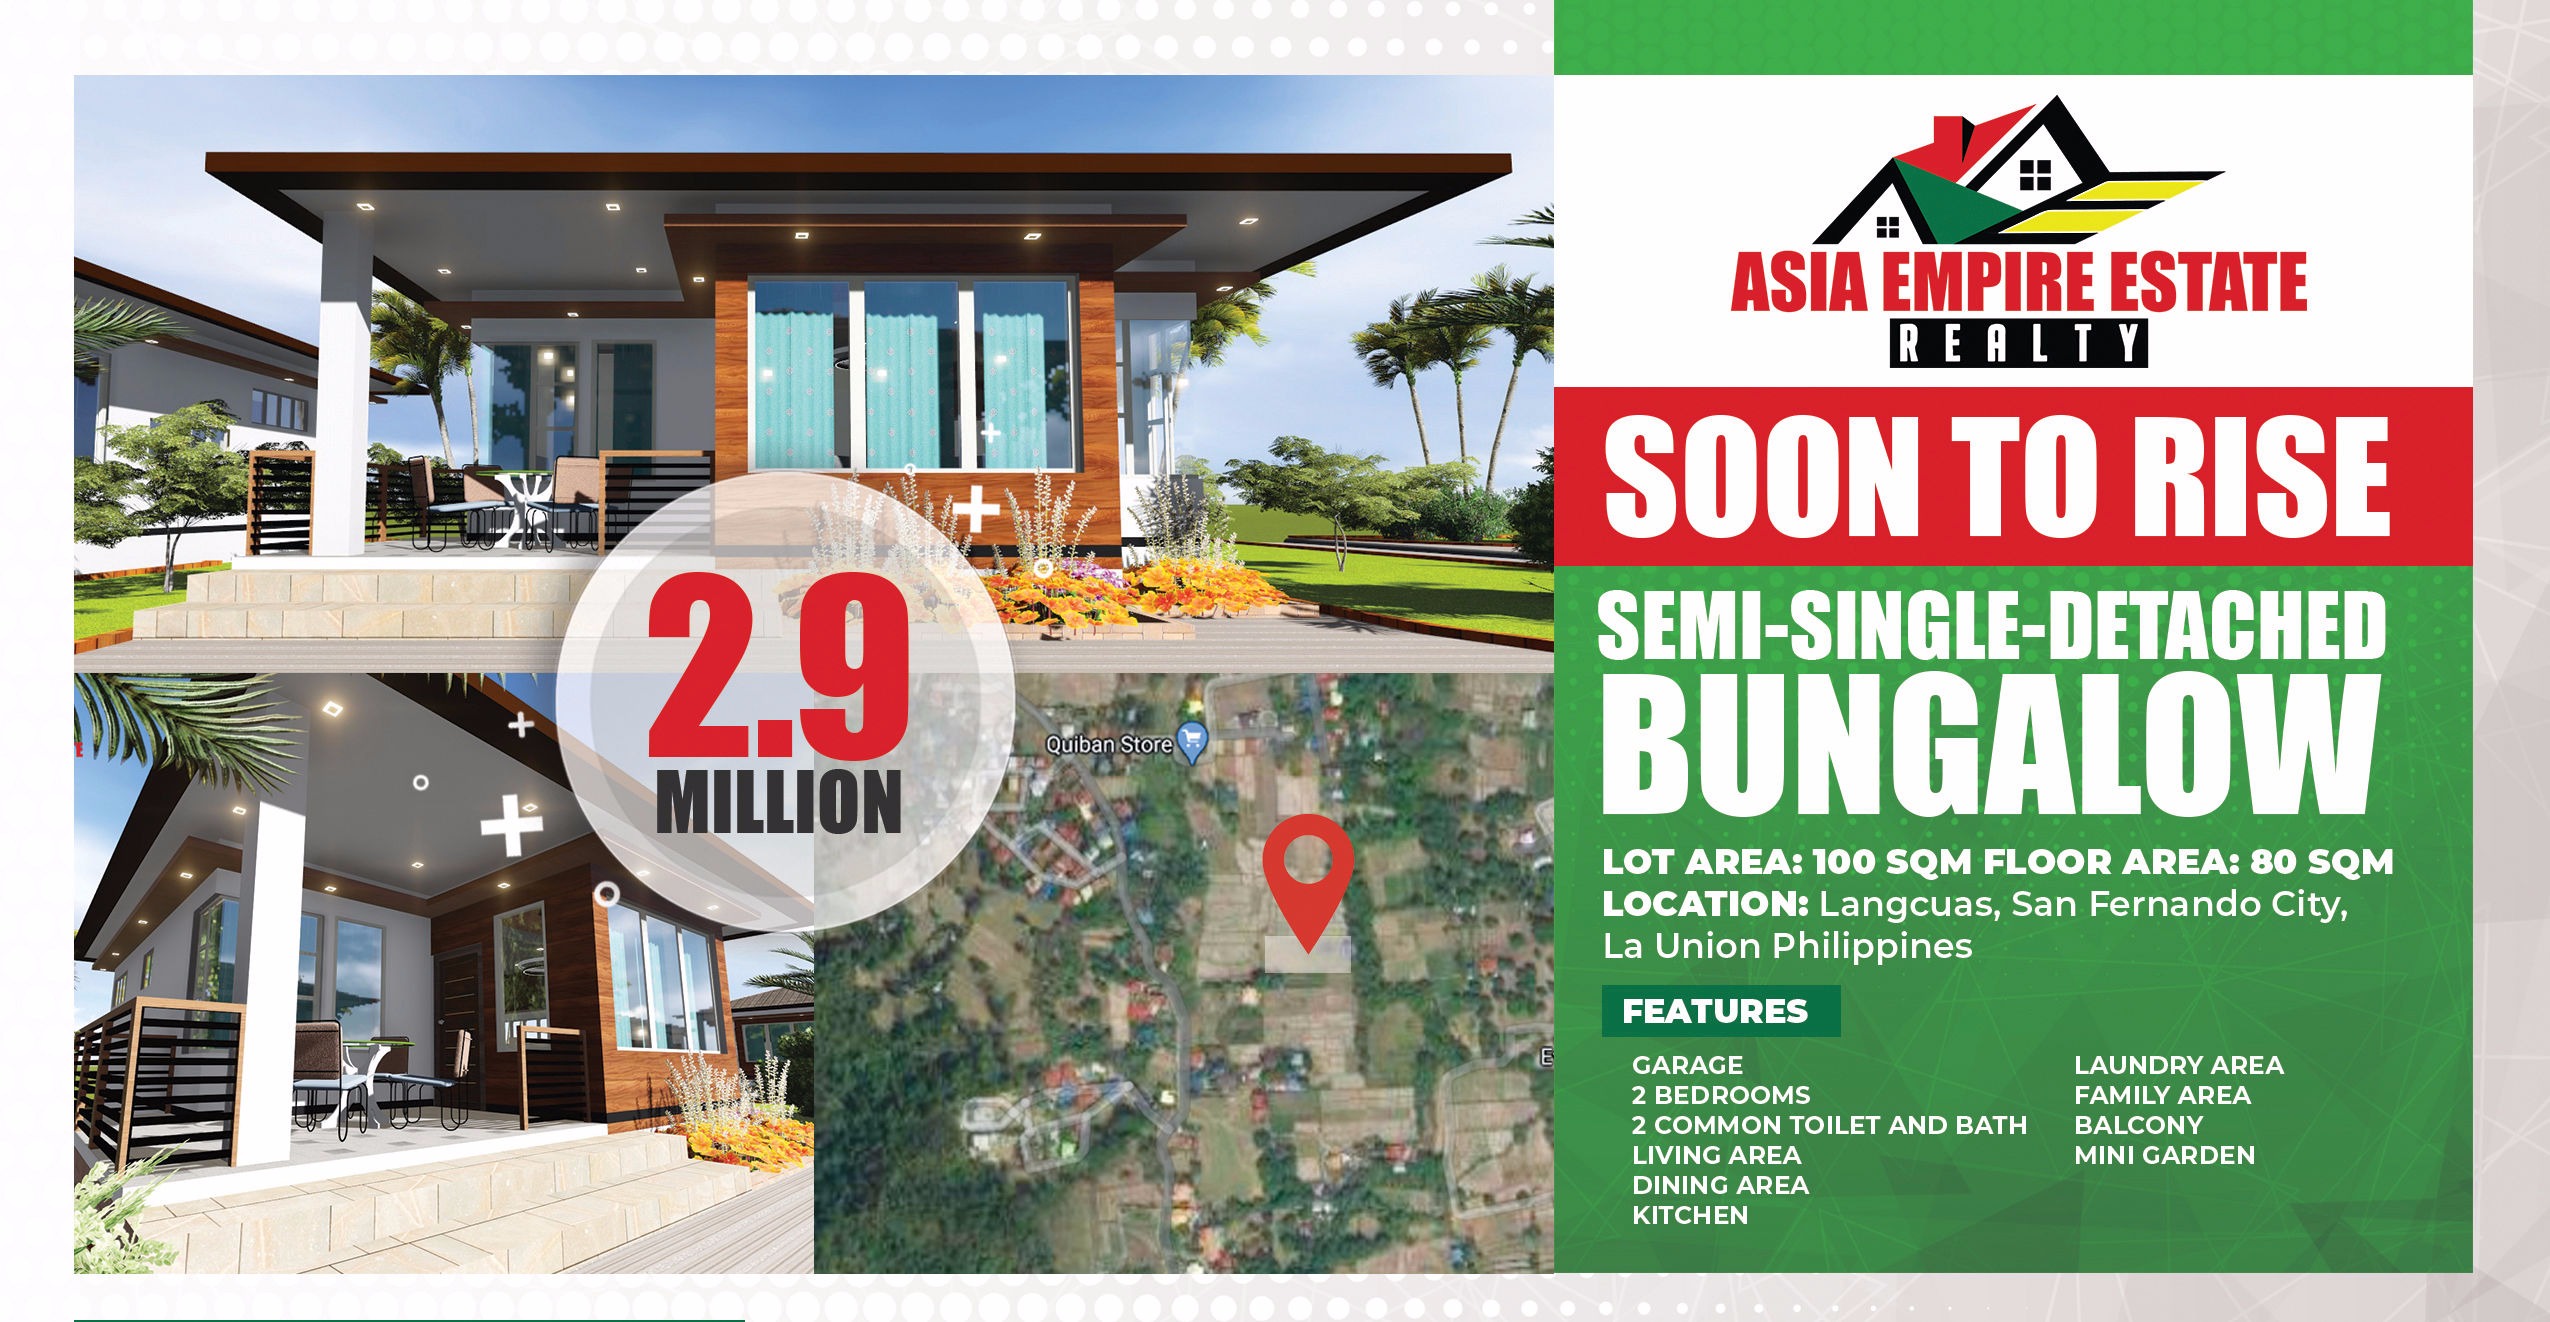 ASIA EMPIRE ESTATE
REALTY
SOON TO RISE
SEMI-SINGLE-DETACHED
BUNGALOW
LOT AREA: 100 SQM FLOOR AREA: 80 SQM
LOCATION: Langcuas, San Fernando City,
La Union Philippines
FEATURES
GARAGE
2 BEDROOMS
2 COMMON TOILET AND BATH
LIVING AREA
DINING AREA
KITCHEN
LAUNDRY AREA
FAMILY AREA
BALCONY
MINI GARDEN
2.9
MILLION
Quiban Store
E